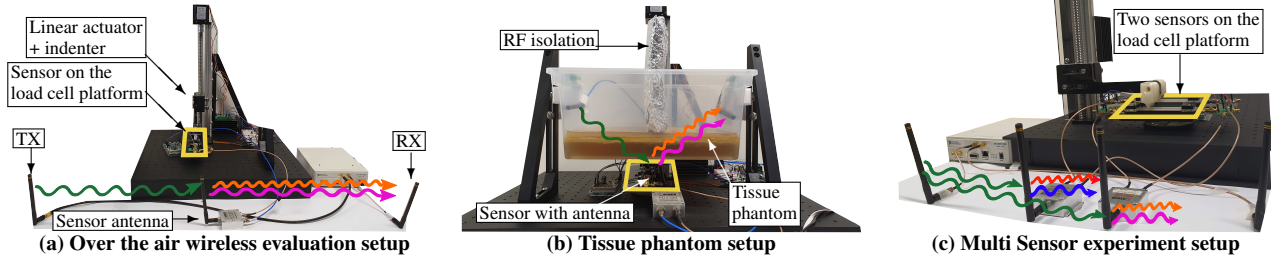 Linear actuator
+ indenter
Sensor on the
load cell platform
TX
RX
Sensor antenna
(a) Over the air wireless evaluation setup
RF isolation
Sensor with antenna
Tissue
phantom
(b) Tissue phantom setup
Two sensors on the
load cell platform
(c) Multi Sensor experiment setup